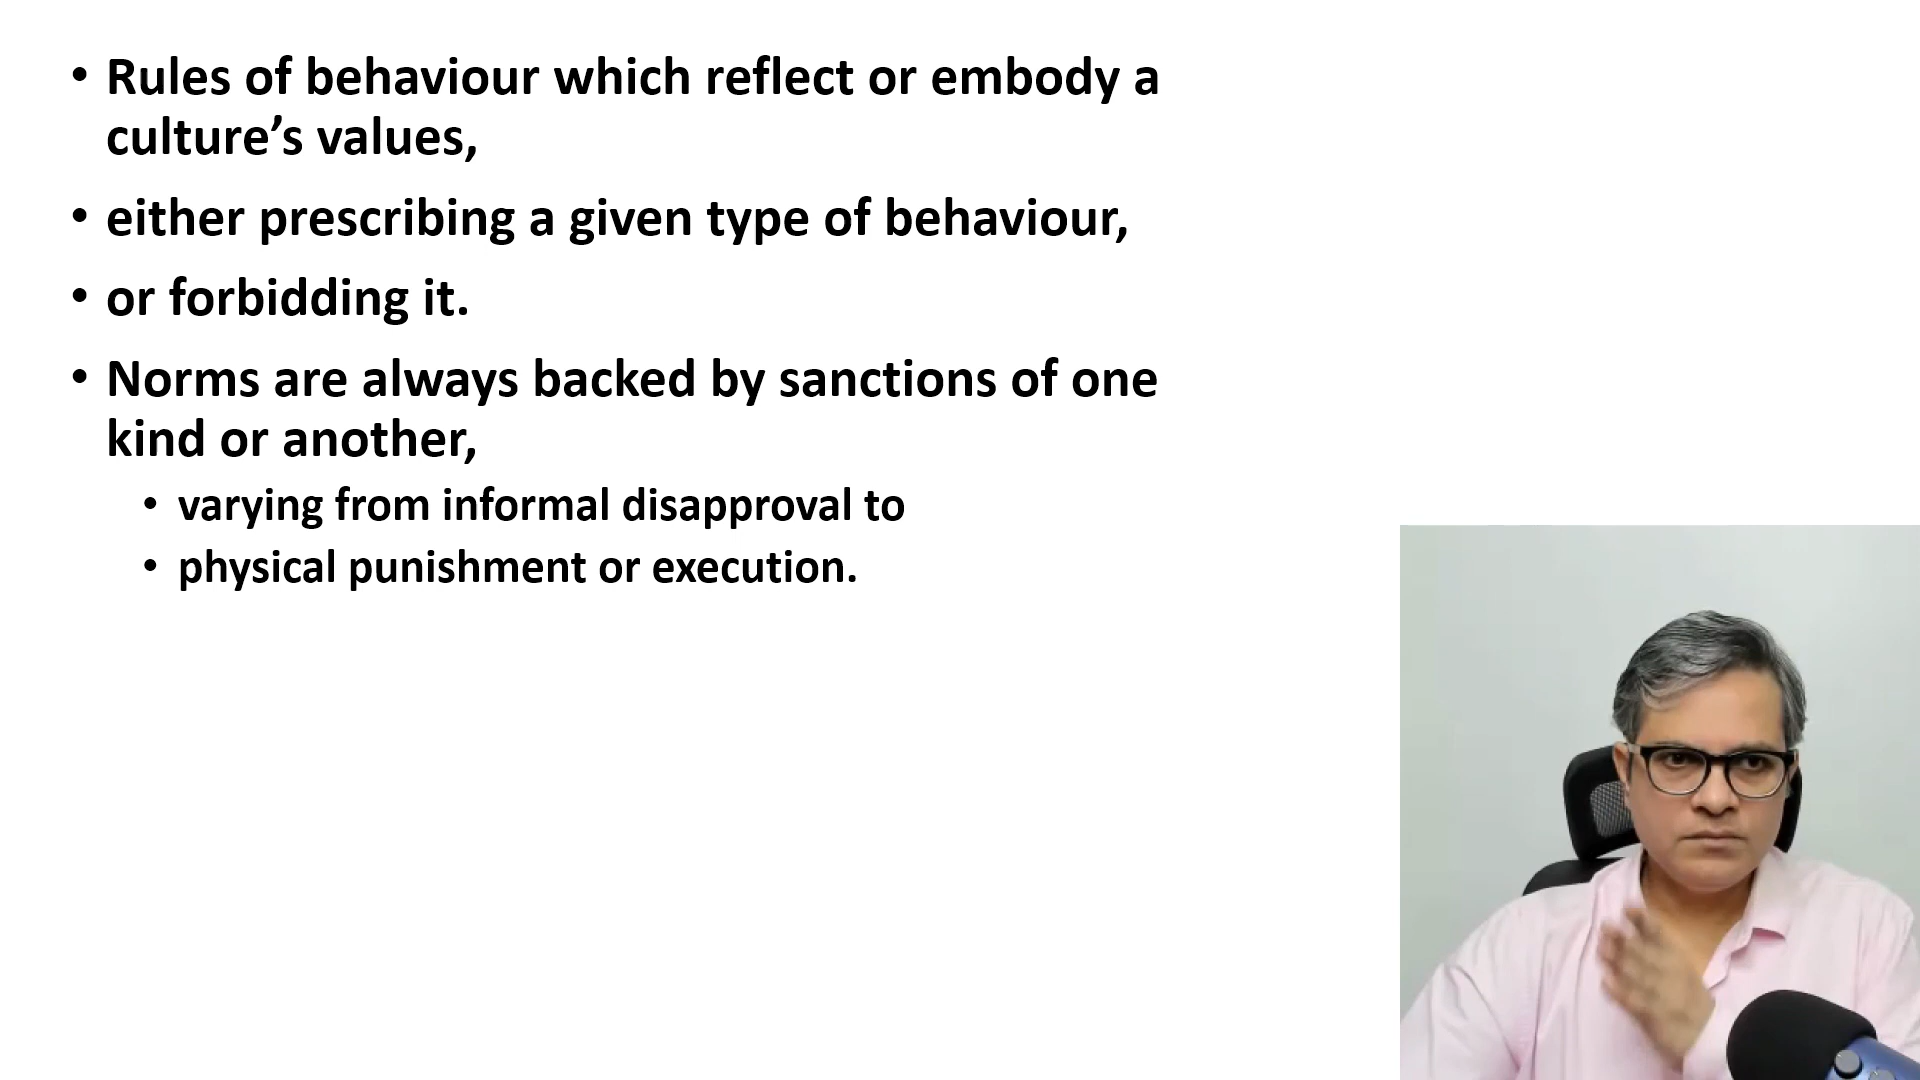 • Rules of behaviour which reflect or embody a
culture’s values,
• either prescribing a given type of behaviour,
• or forbidding it.
• Norms are always backed by sanctions of one
kind or another,
• varying from informal disapproval to
• physical punishment or execution.